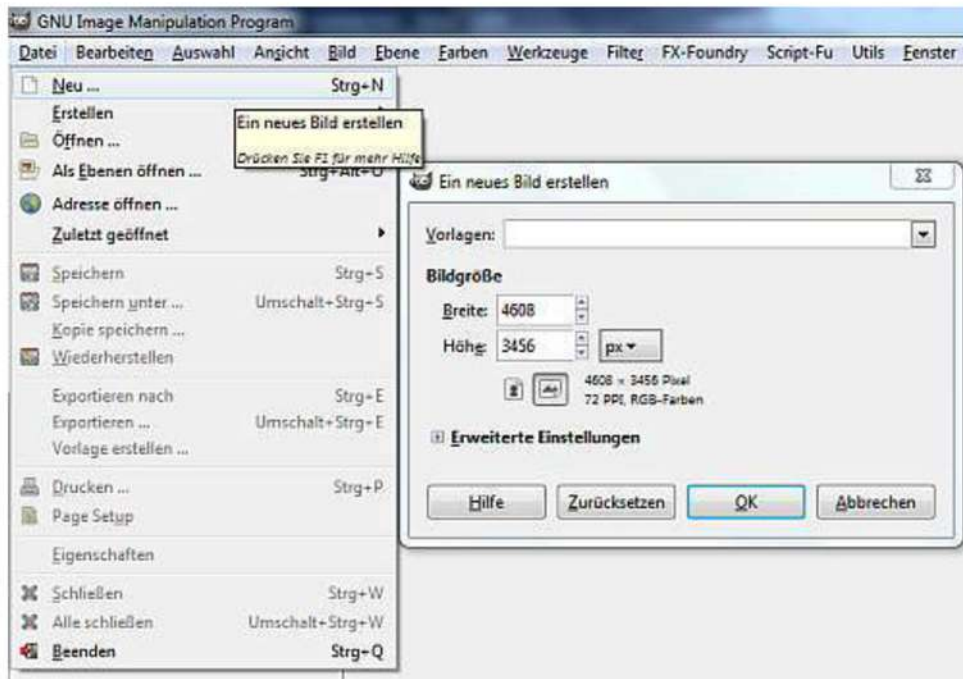 GNU Image Manipulation Program
Datei Bearbeiten Auswahl Ansicht Bild Ebene Farben Werkzeuge Filter FX-Foundry Script-Fu Utils Fenster
Neu ... Strg+N
Erstellen
Ein neues Bild erstellen
Drücken Sie F1 für mehr Hilfe
Öffnen ...
Als Ebenen öffnen ... Strg+Alt+O
Adresse öffnen ...
Zuletzt geöffnet
Speichern Strg+S
Speichern unter ... Umschalt+Strg+S
Kopie speichern ...
Wiederherstellen
Exportieren nach Strg+E
Exportieren ... Umschalt+Strg+E
Vorlage erstellen ...
Drucken ... Strg+P
Page Setup
Eigenschaften
Schließen Strg+W
Alle schließen Umschalt+Strg+W
Beenden Strg+Q
Ein neues Bild erstellen
Vorlagen:
Bildgröße
Breite: 4608
Höhe: 3456 px
4608 × 3456 Pixel
72 PPI, RGB-Farben
Erweiterte Einstellungen
Hilfe Zurücksetzen OK Abbrechen